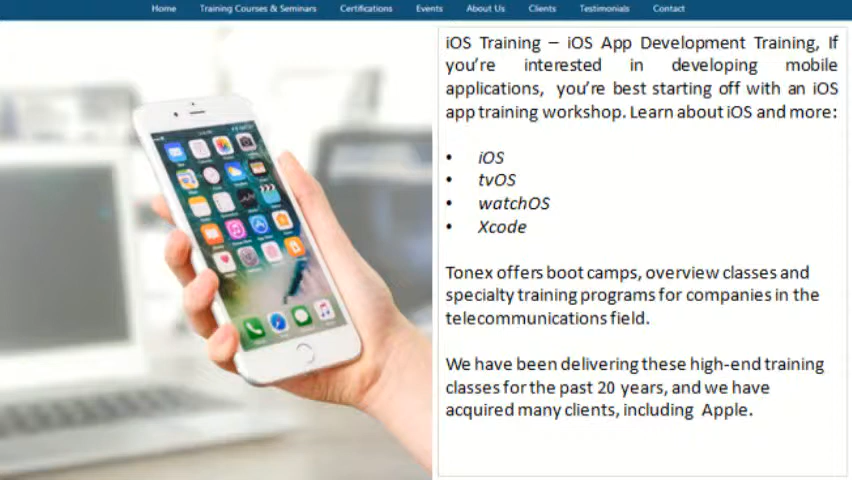 Home Training Courses & Seminars Certifications Events About Us Clients Testimonials Contact
iOS Training – iOS App Development Training, If
you’re interested in developing mobile
applications, you’re best starting off with an iOS
app training workshop. Learn about iOS and more:
• iOS
• tvOS
• watchOS
• Xcode
Tonex offers boot camps, overview classes and
specialty training programs for companies in the
telecommunications field.
We have been delivering these high-end training
classes for the past 20 years, and we have
acquired many clients, including Apple.